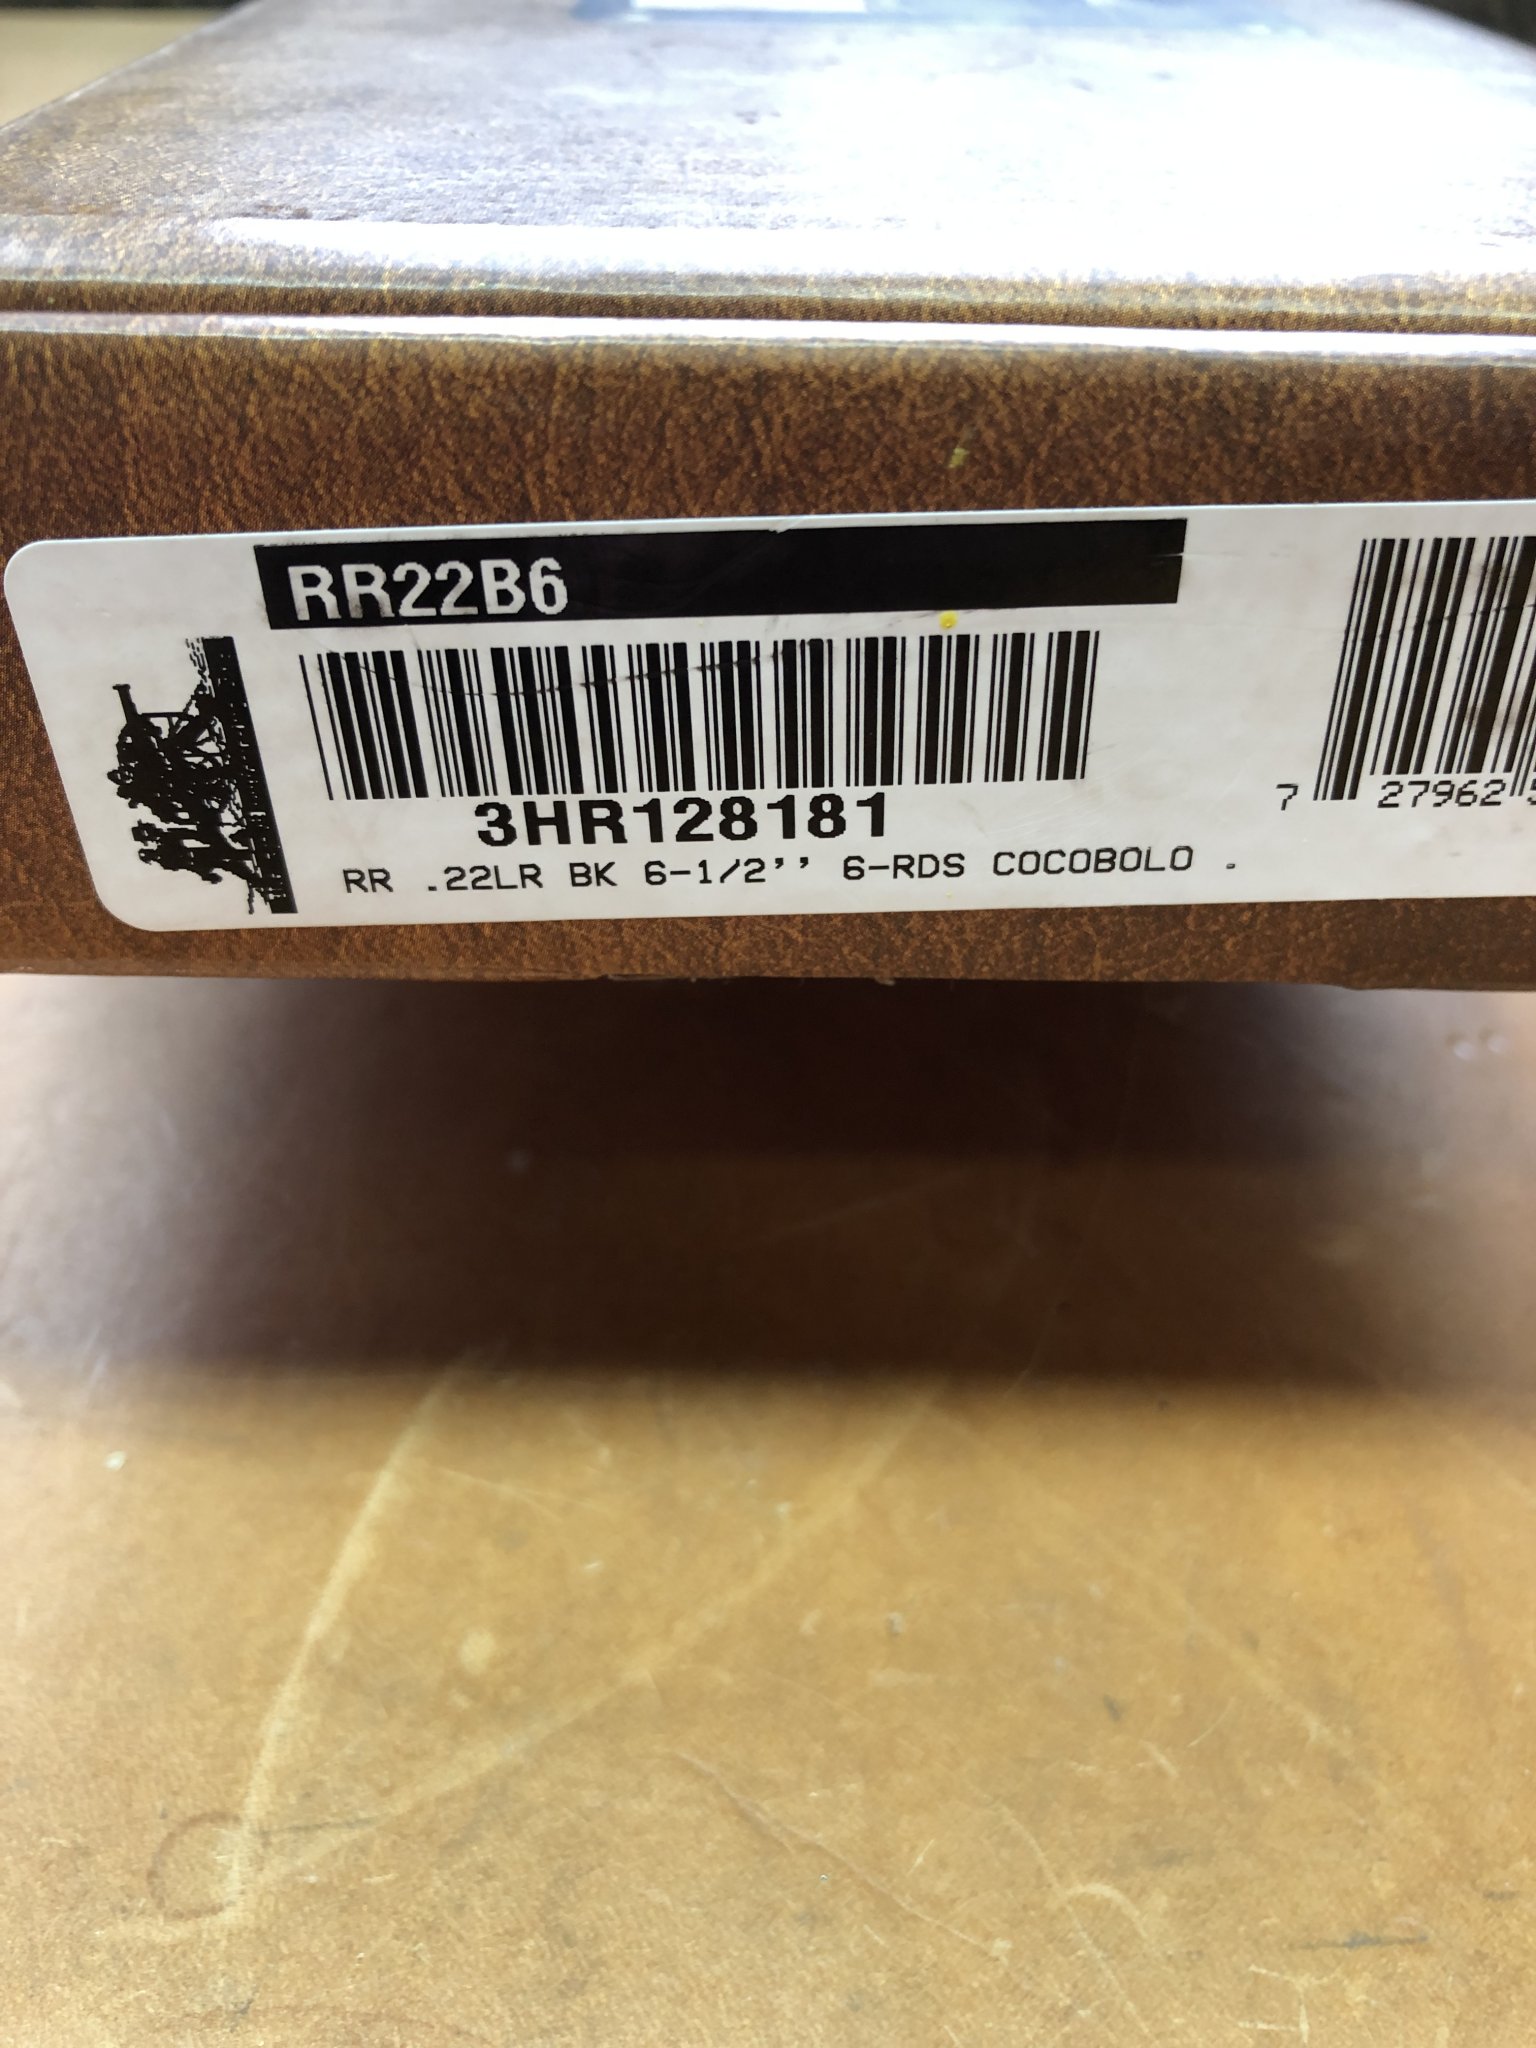 RR22B6
3HR128181
RR .22LR BK 6-1/2'' 6-RDS COCOBOLO .
7 27962